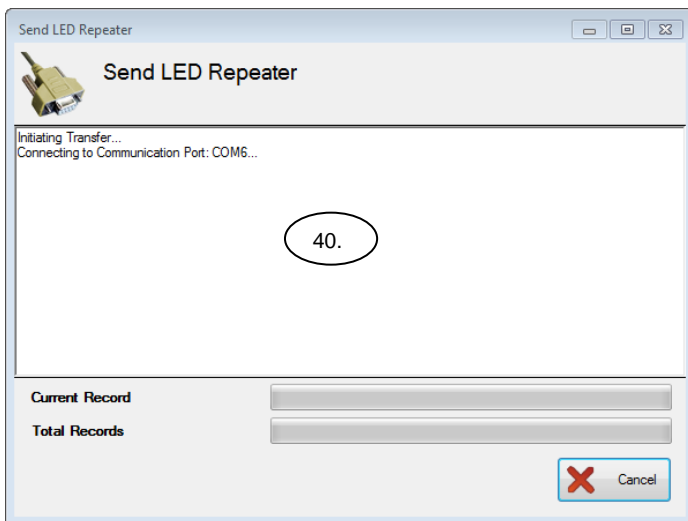 Send LED Repeater
Send LED Repeater
Initiating Transfer...
Connecting to Communication Port: COM6...
40.
Current Record
Total Records
Cancel